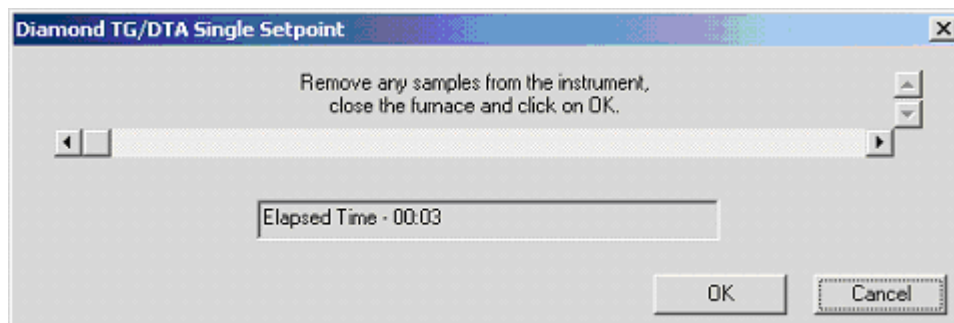 Diamond TG/DTA Single Setpoint
Remove any samples from the instrument,
close the furnace and click on OK.
Elapsed Time - 00:03
OK
Cancel